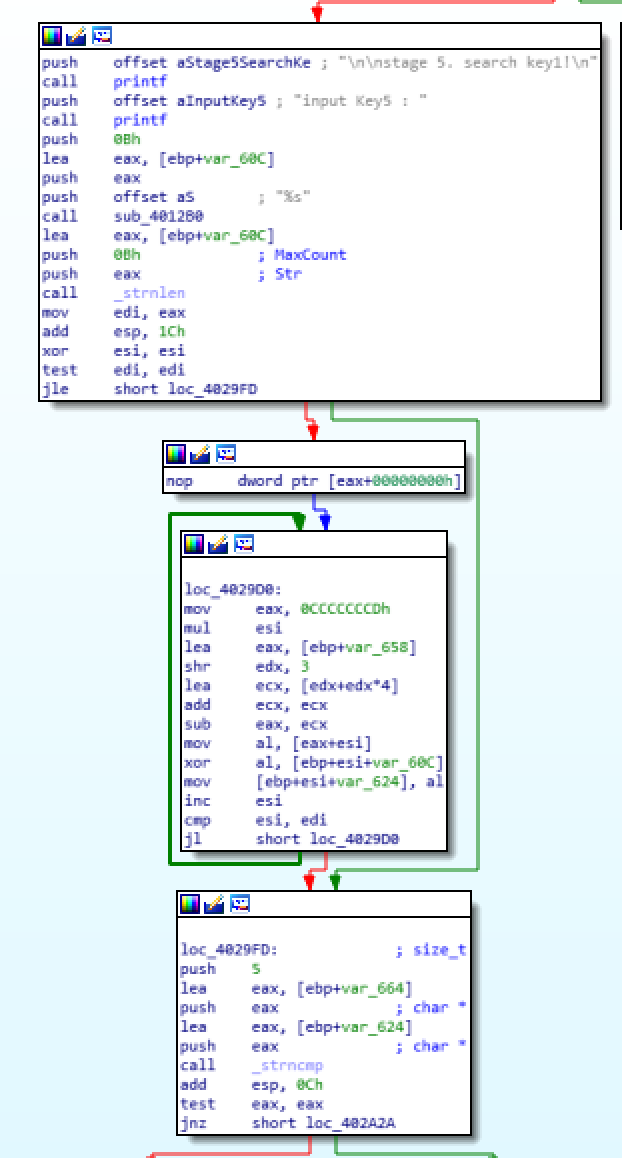 push offset aStage5SearchKe ; "\n\nstage 5. search key1!\n"
call printf
push offset aInputKey5 ; "input Key5 : "
call printf
push 0Bh
lea eax, [ebp+var_60C]
push eax
push offset aS ; "%s"
call sub_4012B0
lea eax, [ebp+var_60C]
push 0Bh ; MaxCount
push eax ; Str
call _strnlen
mov edi, eax
add esp, 1Ch
xor esi, esi
test edi, edi
jle short loc_4029FD
nop dword ptr [eax+00000000h]
loc_4029D0:
mov eax, 0CCCCCCCDh
mul esi
lea eax, [ebp+var_658]
shr edx, 3
lea ecx, [edx+edx*4]
add ecx, ecx
sub eax, ecx
mov al, [eax+esi]
xor al, [ebp+esi+var_60C]
mov [ebp+esi+var_624], al
inc esi
cmp esi, edi
jl short loc_4029D0
loc_4029FD: ; size_t
push 5
lea eax, [ebp+var_664]
push eax ; char *
lea eax, [ebp+var_624]
push eax ; char *
call _strncmp
add esp, 0Ch
test eax, eax
jnz short loc_402A2A